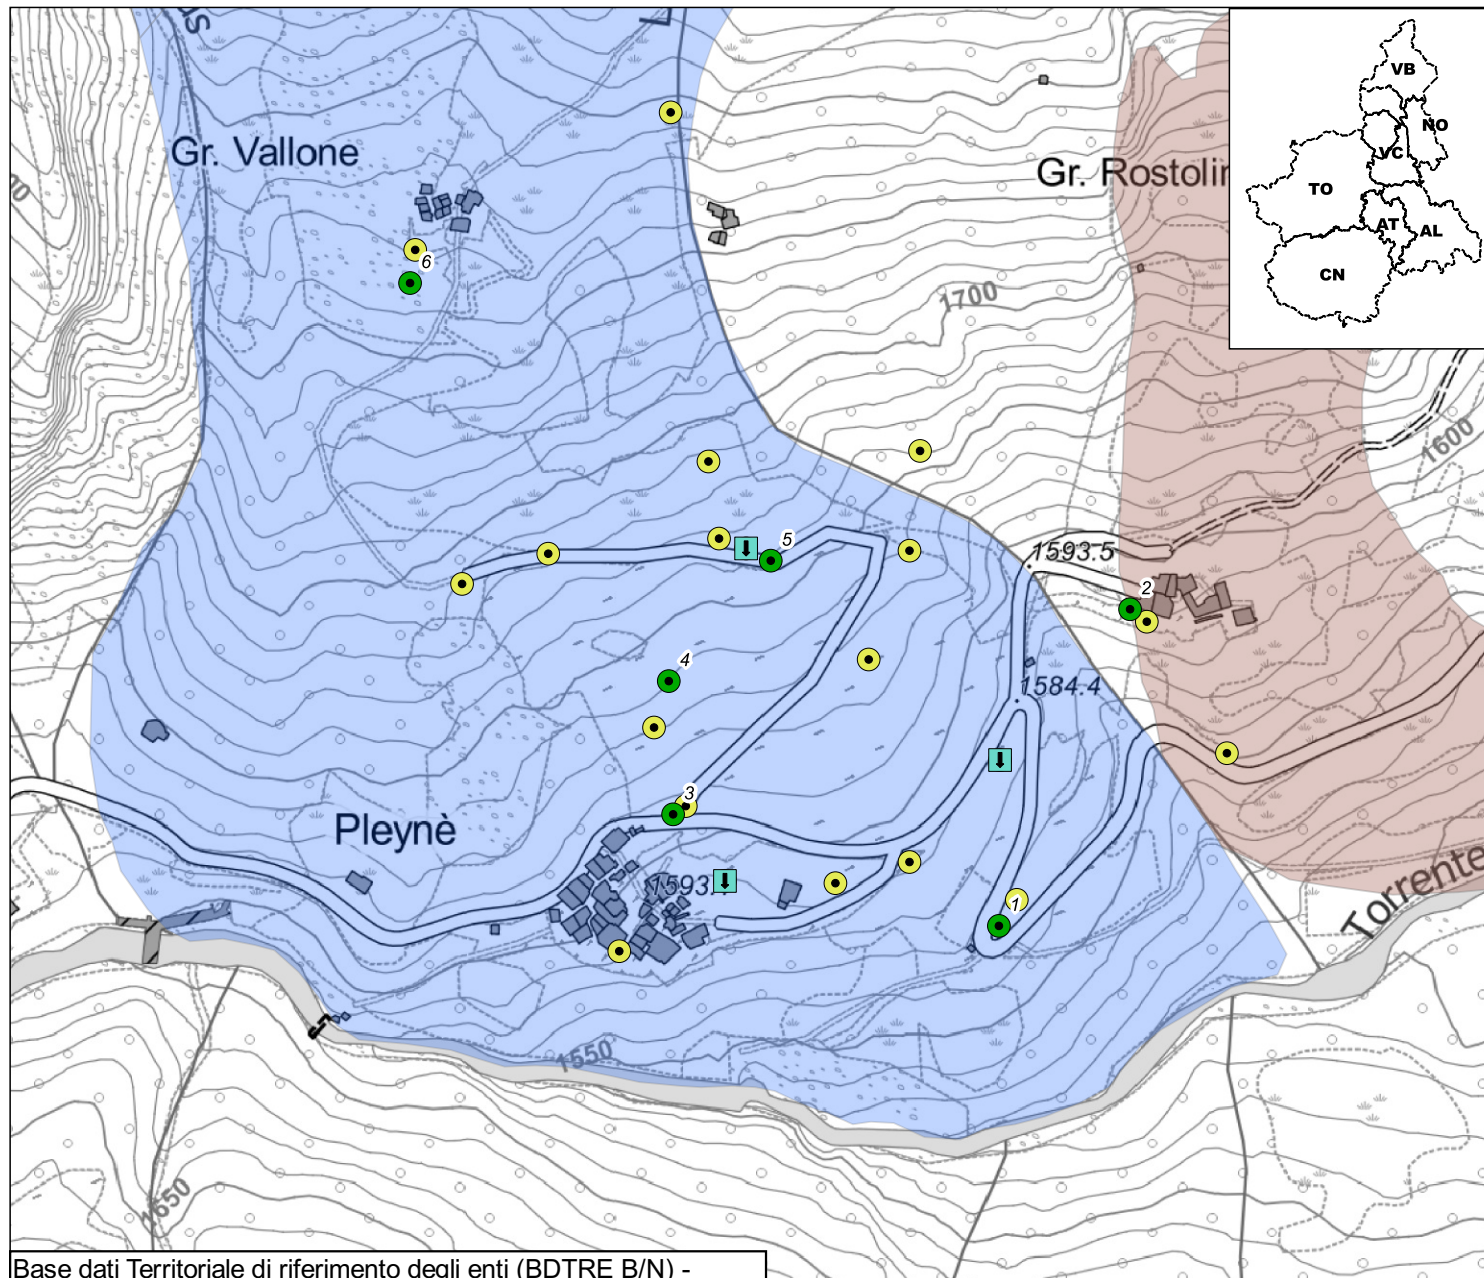 Gr. Vallone
Gr. Rostolin
VB
NO
VC
TO
AT
AL
CN
6
1700
1600
5
1593.5
2
4
1584.4
3
Pleynè
1593.
1
Torrente
1550
1650
Base dati Territoriale di riferimento degli enti (BDTRE B/N) -